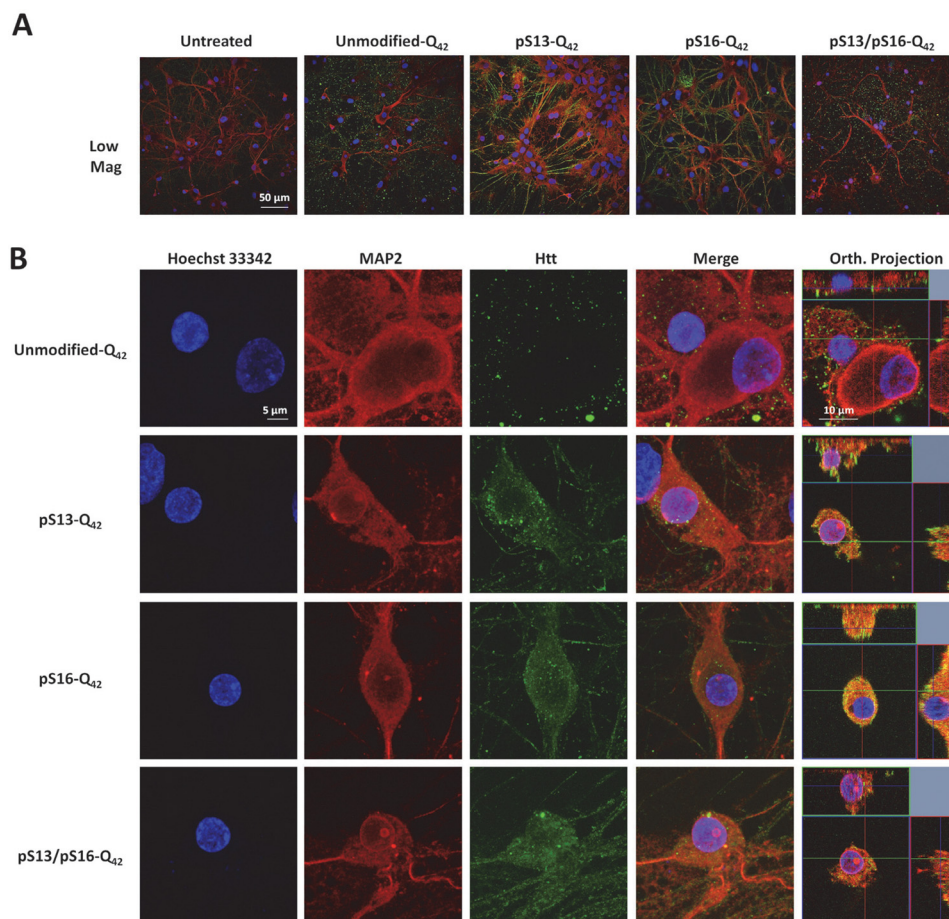 A
Untreated Unmodified-Q₄₂ pS13-Q₄₂ pS16-Q₄₂ pS13/pS16-Q₄₂
Low
Mag
50 μm
B
Hoechst 33342 MAP2 Htt Merge Orth. Projection
Unmodified-Q₄₂
5 μm
10 μm
pS13-Q₄₂
pS16-Q₄₂
pS13/pS16-Q₄₂